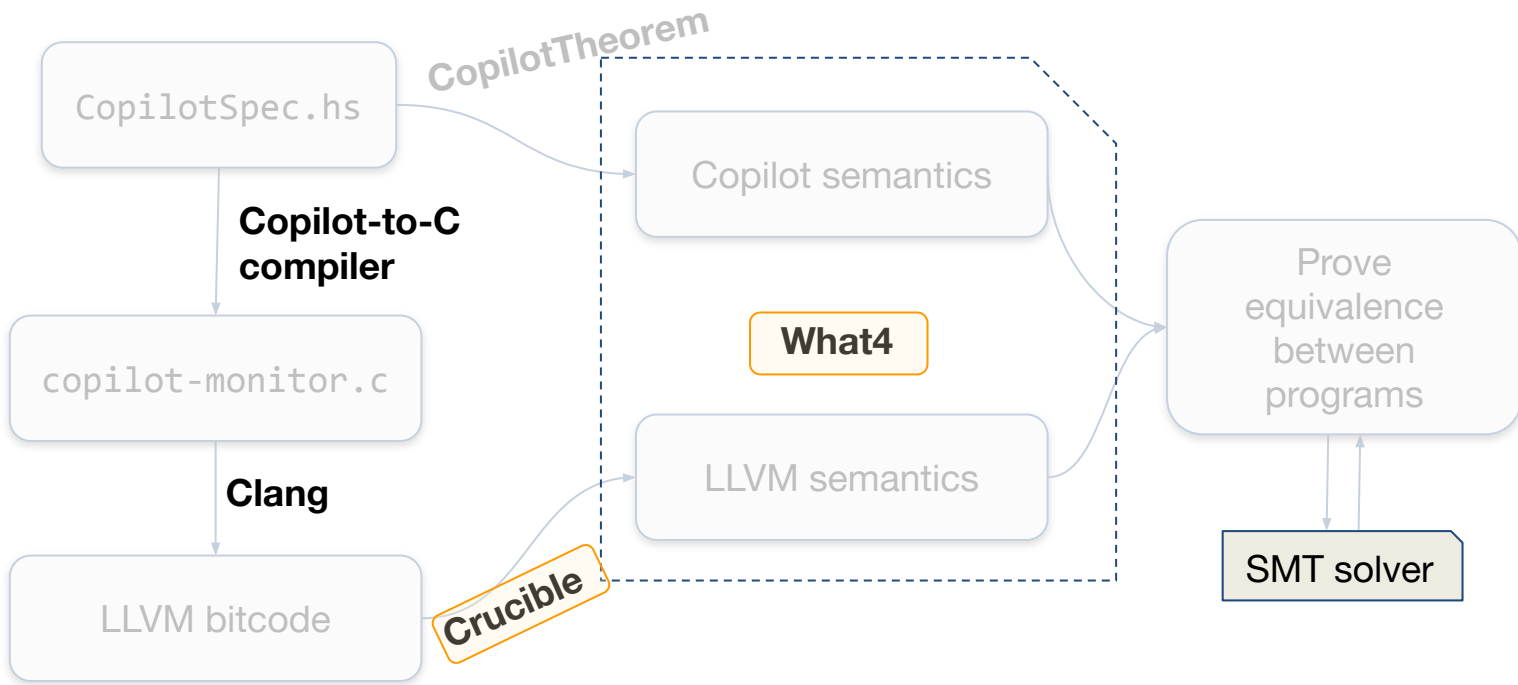 CopilotTheorem
CopilotSpec.hs
Copilot semantics
Copilot-to-C
compiler
Prove
equivalence
between
programs
What4
copilot-monitor.c
LLVM semantics
Clang
SMT solver
Crucible
LLVM bitcode